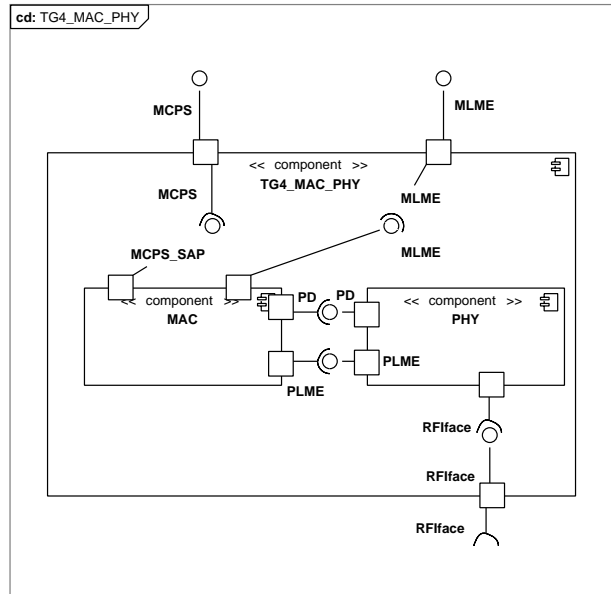 cd: TG4_MAC_PHY
MCPS
MLME
<< component >>
TG4_MAC_PHY
MCPS
MLME
MLME
MCPS_SAP
<< component >>
MAC
PD
PD
<< component >>
PHY
PLME
PLME
RFIface
RFIface
RFIface